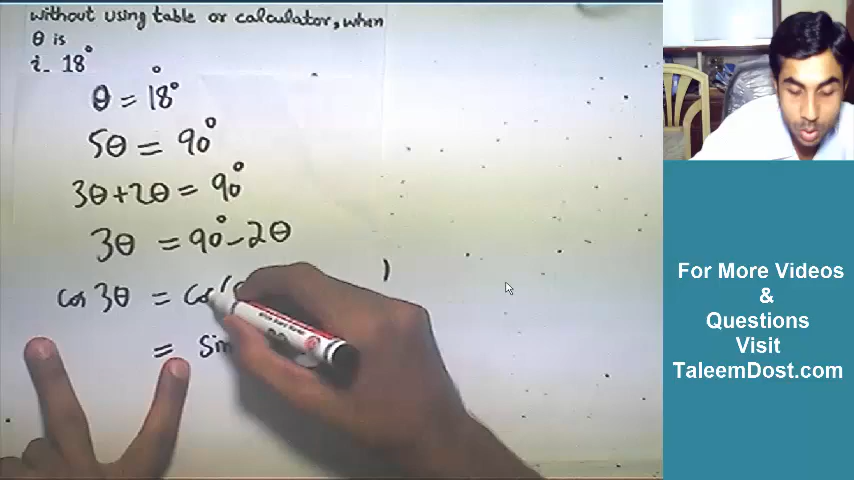 without using table or calculator, when
θ is
i. 18°
θ = 18°
5θ = 90°
3θ+2θ = 90°
3θ = 90°-2θ
cos 3θ = cos(
= sin
For More Videos
&
Questions
Visit
TaleemDost.com